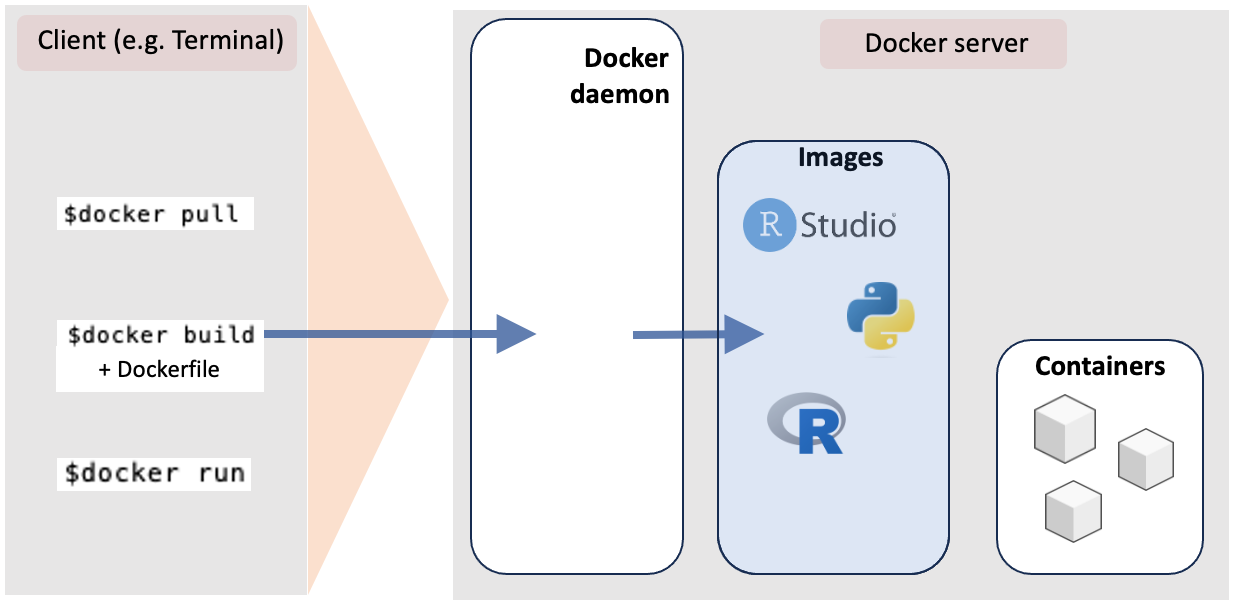 Client (e.g. Terminal)
$docker pull
$docker build
+ Dockerfile
$docker run
Docker
daemon
Docker server
Images
R Studio
R
Containers